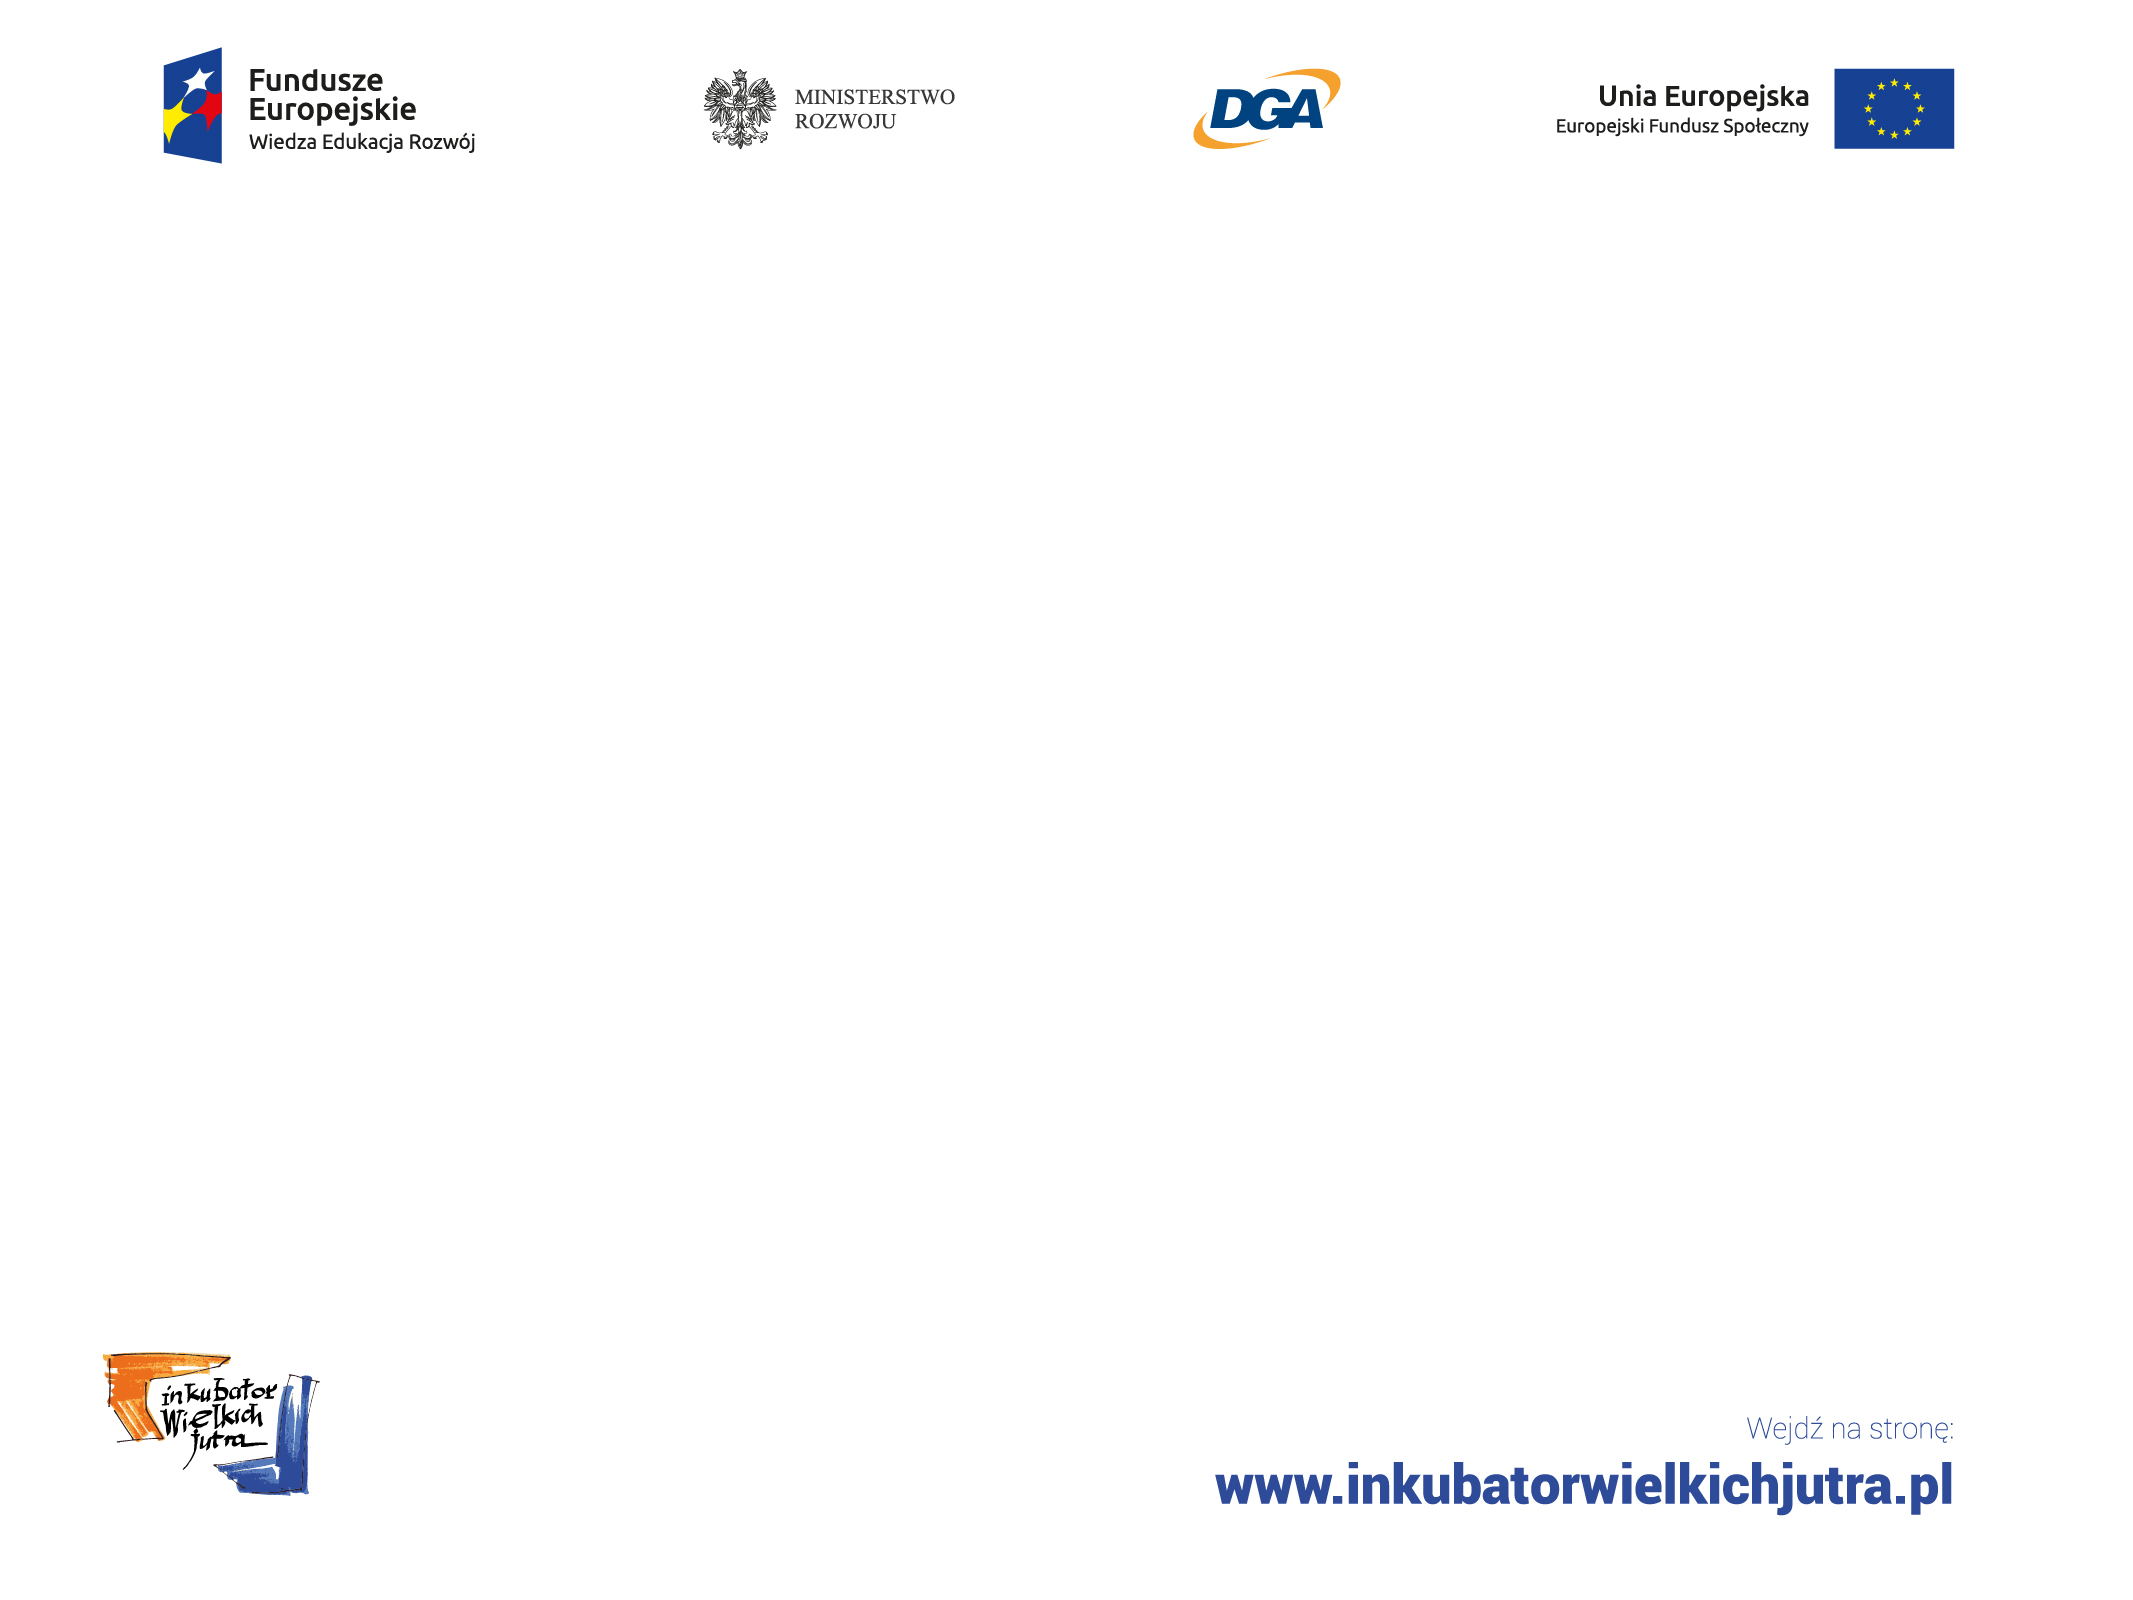 Fundusze
Europejskie
Wiedza Edukacja Rozwój
MINISTERSTWO
ROZWOJU
DGA
Unia Europejska
Europejski Fundusz Społeczny
inkubator
Wielkich
jutra
Wejdź na stronę:
www.inkubatorwielkichjutra.pl